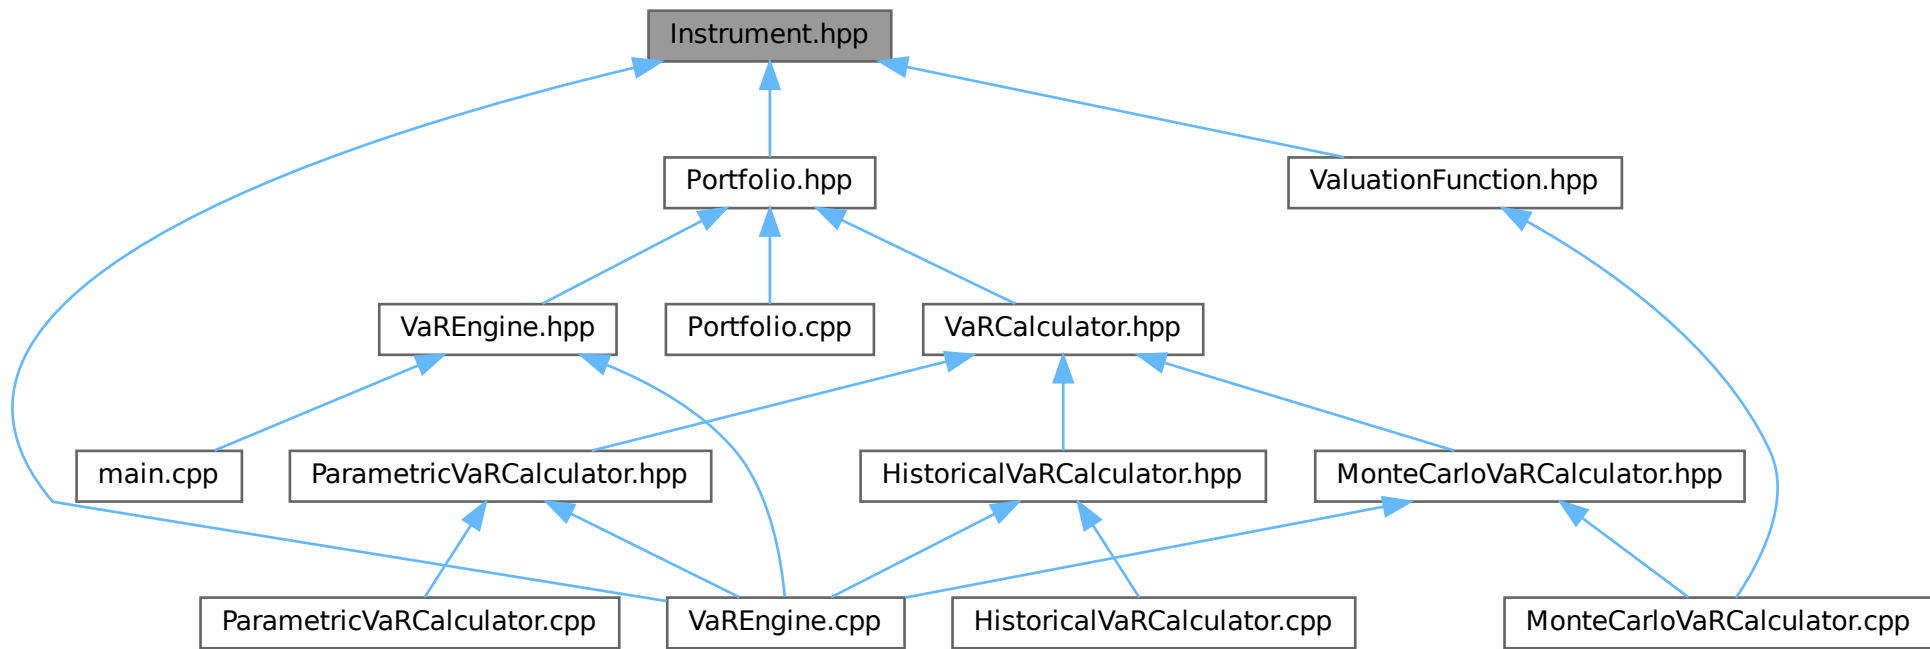 Instrument.hpp
Portfolio.hpp
ValuationFunction.hpp
VaREngine.hpp
Portfolio.cpp
VaRCalculator.hpp
main.cpp
ParametricVaRCalculator.hpp
HistoricalVaRCalculator.hpp
MonteCarloVaRCalculator.hpp
ParametricVaRCalculator.cpp
VaREngine.cpp
HistoricalVaRCalculator.cpp
MonteCarloVaRCalculator.cpp